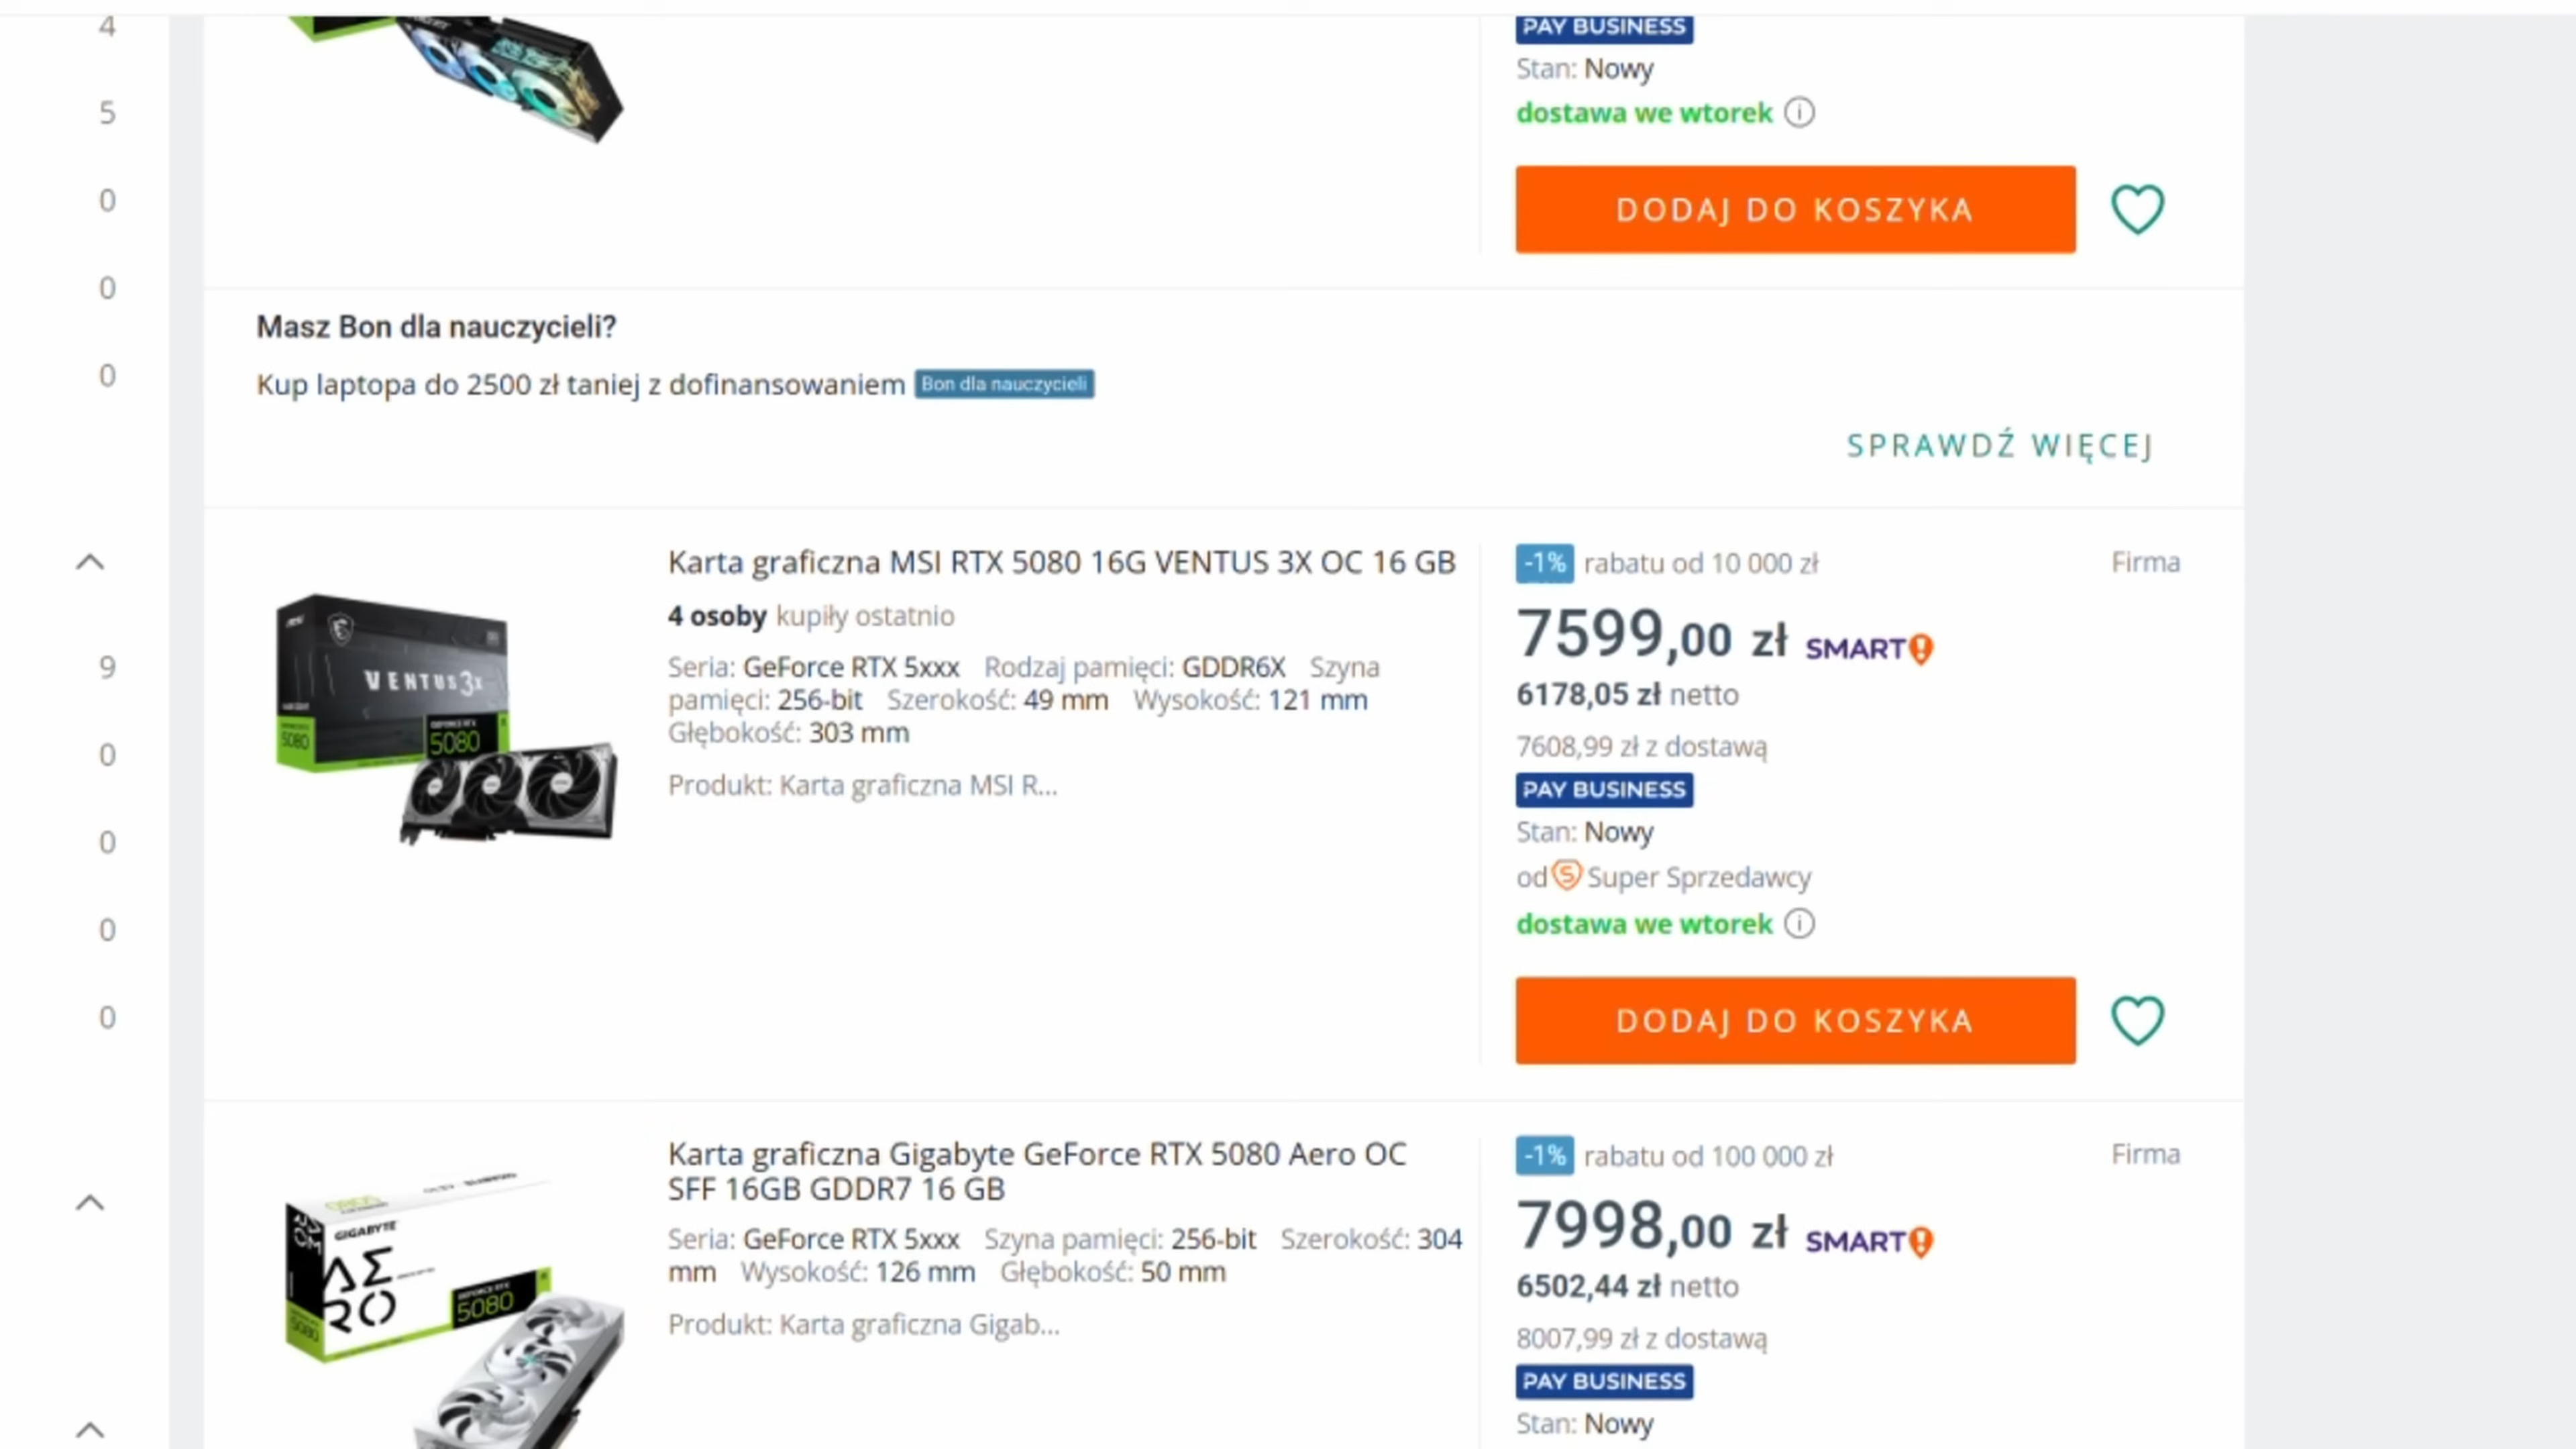 4
5
0
0
0
9
0
0
0
0
PAY BUSINESS
Stan: Nowy
dostawa we wtorek
DODAJ DO KOSZYKA
Masz Bon dla nauczycieli?
Kup laptopa do 2500 zł taniej z dofinansowaniem Bon dla nauczycieli
SPRAWDŹ WIĘCEJ
VENTUS 3x
5080
GEFORCE RTX
5080
Karta graficzna MSI RTX 5080 16G VENTUS 3X OC 16 GB
4 osoby kupiły ostatnio
Seria: GeForce RTX 5xxx Rodzaj pamięci: GDDR6X Szyna
pamięci: 256-bit Szerokość: 49 mm Wysokość: 121 mm
Głębokość: 303 mm
Produkt: Karta graficzna MSI R...
-1% rabatu od 10 000 zł
Firma
7599,00 zł SMART!
6178,05 zł netto
7608,99 zł z dostawą
PAY BUSINESS
Stan: Nowy
od S Super Sprzedawcy
dostawa we wtorek
DODAJ DO KOSZYKA
GIGABYTE
AERO
GEFORCE RTX
5080
5080
Karta graficzna Gigabyte GeForce RTX 5080 Aero OC
SFF 16GB GDDR7 16 GB
Seria: GeForce RTX 5xxx Szyna pamięci: 256-bit Szerokość: 304
mm Wysokość: 126 mm Głębokość: 50 mm
Produkt: Karta graficzna Gigab...
-1% rabatu od 100 000 zł
Firma
7998,00 zł SMART!
6502,44 zł netto
8007,99 zł z dostawą
PAY BUSINESS
Stan: Nowy